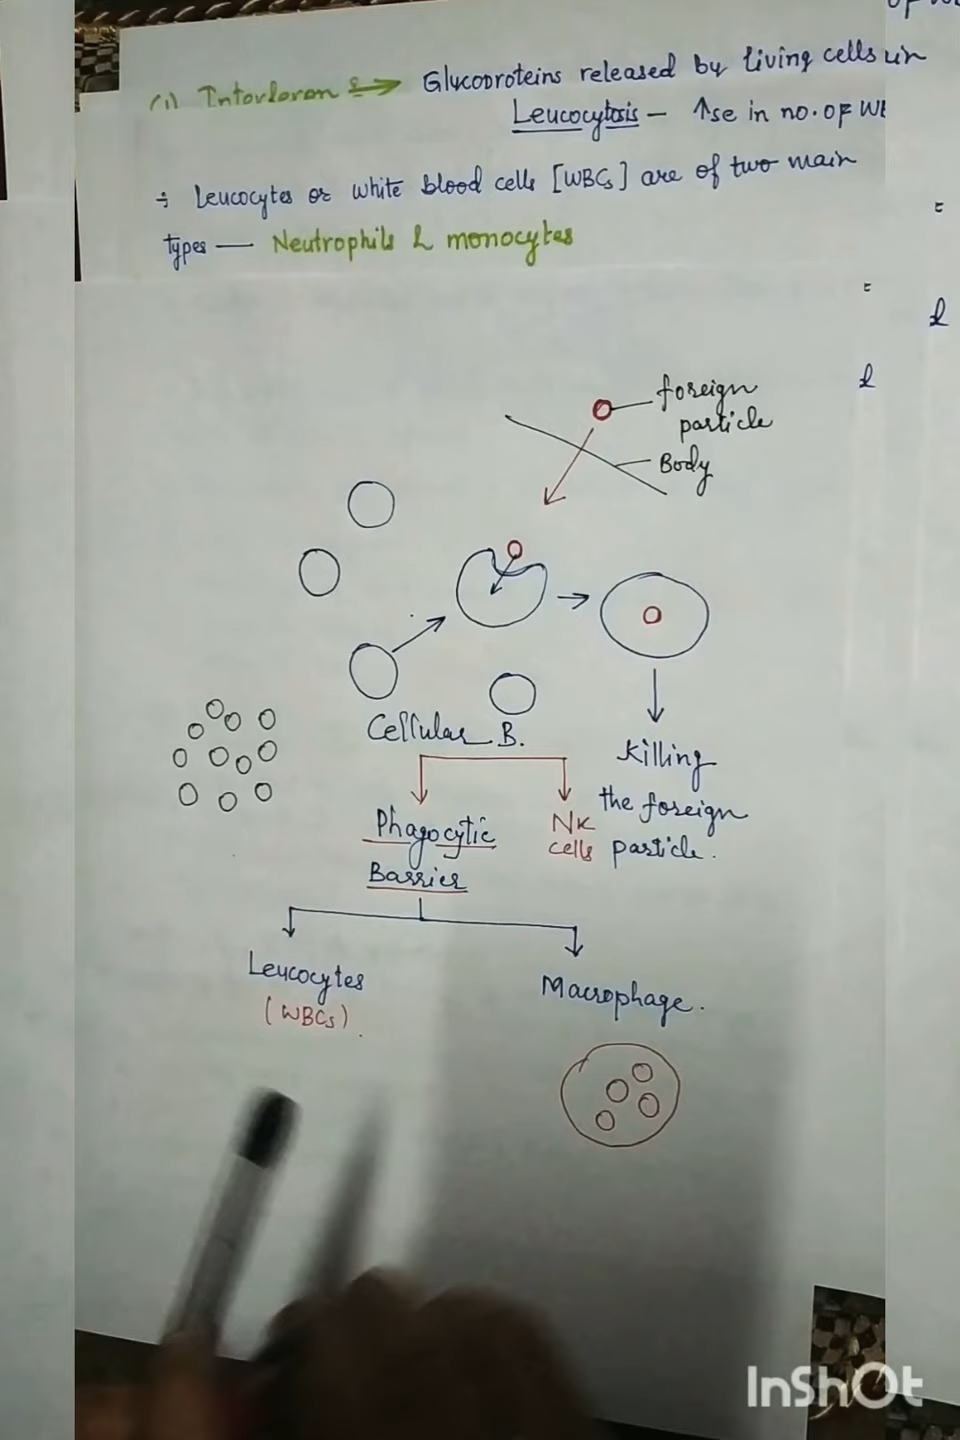 (1) Interferon :⇒ Glycoproteins released by living cells in
Leucocytosis — ↑se in no. of
÷ Leucocytes or white blood cells [WBCs] are of two main
types — Neutrophils & monocytes
foreign
particle
Body
Cellular B.
killing
the foreign
particle.
Phagocytic
Barrier
NK
cells
Leucocytes
(WBCs)
Macrophage.
InShOt